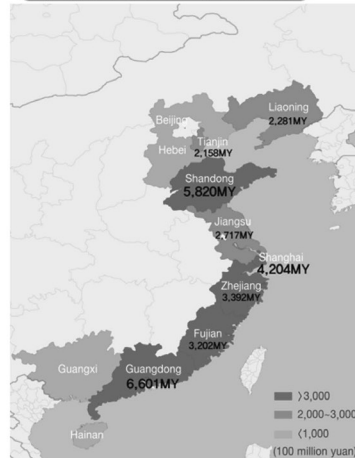 Liaoning
2,281MY
Beijing
Tianjin
2,158MY
Hebei
Shandong
5,820MY
Jiangsu
2,717MY
Shanghai
4,204MY
Zhejiang
3,392MY
Fujian
3,202MY
Guangxi
Guangdong
6,601MY
Hainan
⟩3,000
2,000~3,000
⟨1,000
(100 million yuan)